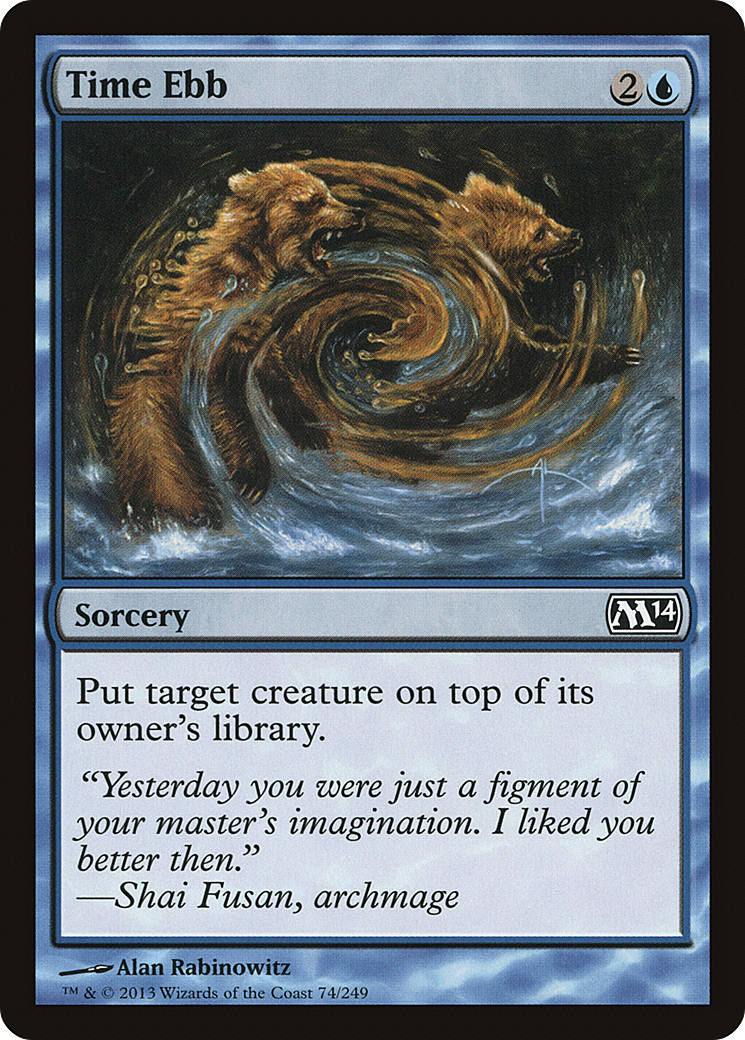 Time Ebb 2
Sorcery M14
Put target creature on top of its
owner's library.
"Yesterday you were just a figment of
your master's imagination. I liked you
better then."
—Shai Fusan, archmage
Alan Rabinowitz
™ & © 2013 Wizards of the Coast 74/249